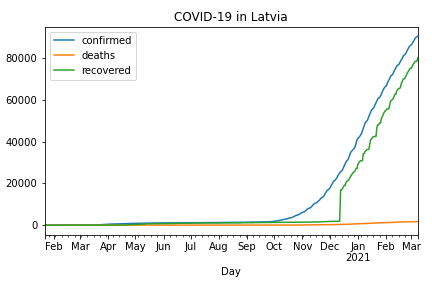 COVID-19 in Latvia
confirmed
deaths
recovered
80000
60000
40000
20000
0
Feb Mar Apr May Jun Jul Aug Sep Oct Nov Dec Jan Feb Mar
2021
Day